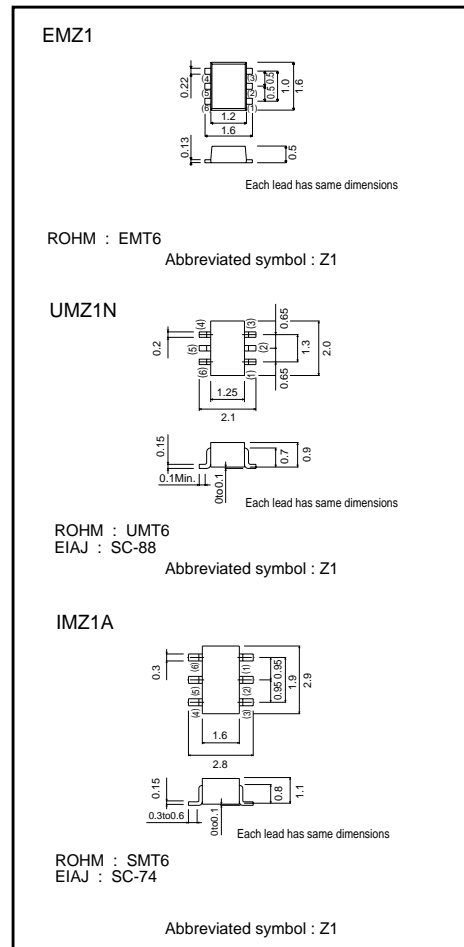 EMZ1
0.22
(4)
(5)
(6)
(3)
(2)
(1)
0.5 0.5
1.0
1.6
1.2
1.6
0.13
0.5
Each lead has same dimensions
ROHM : EMT6
Abbreviated symbol : Z1
UMZ1N
0.2
(4)
(5)
(6)
(3)
(2)
(1)
0.65
1.3
0.65
2.0
1.25
2.1
0.15
0.1Min.
0to0.1
0.7
0.9
Each lead has same dimensions
ROHM : UMT6
EIAJ : SC-88
Abbreviated symbol : Z1
IMZ1A
0.3
(6)
(5)
(4)
(1)
(2)
(3)
0.95 0.95
1.9
2.9
1.6
2.8
0.15
0.3to0.6
0to0.1
0.8
1.1
Each lead has same dimensions
ROHM : SMT6
EIAJ : SC-74
Abbreviated symbol : Z1